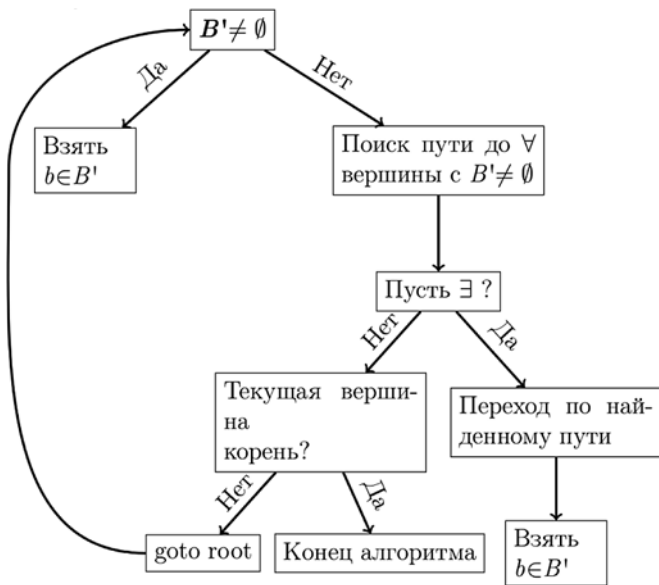 B' ≠ ∅
Да
Нет
Взять
b∈B'
Поиск пути до ∀
вершины с B' ≠ ∅
Пусть ∃ ?
Нет
Да
Текущая верши-
на
корень?
Переход по най-
денному пути
Нет
Да
goto root
Конец алгоритма
Взять
b∈B'